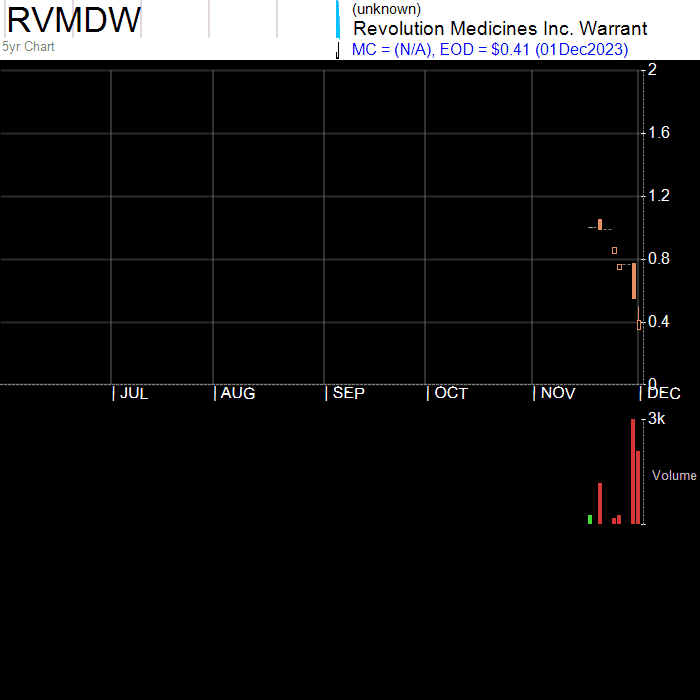 RVMDW
5yr Chart
(unknown)
Revolution Medicines Inc. Warrant
MC = (N/A), EOD = $0.41 (01Dec2023)
2
1.6
1.2
0.8
0.4
0
JUL AUG SEP OCT NOV DEC
3k
Volume